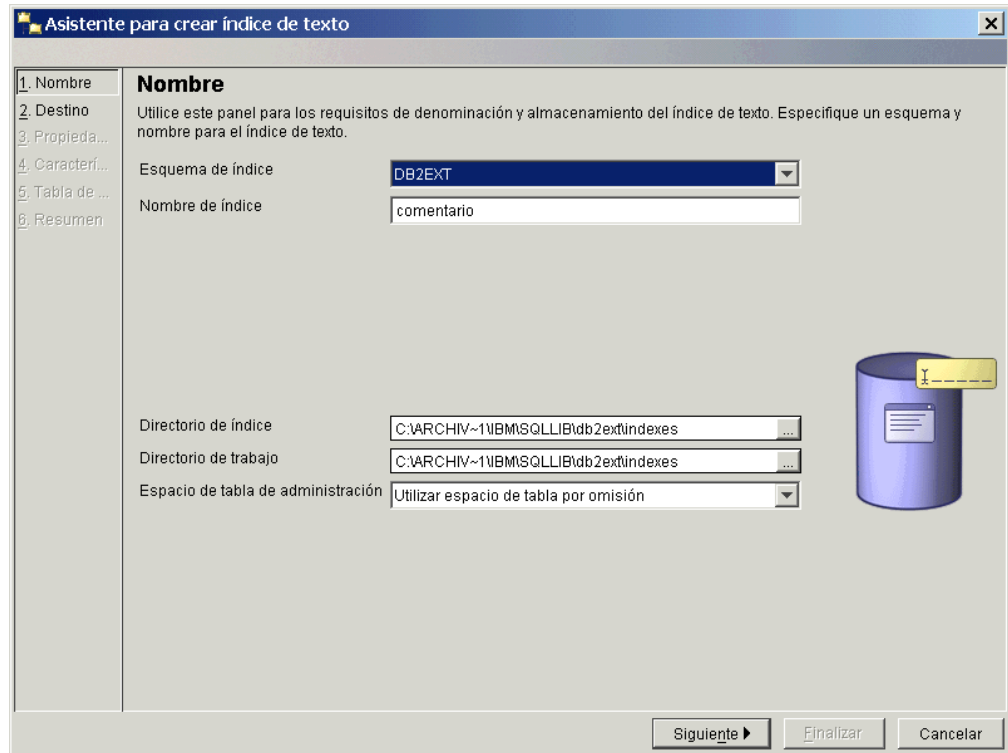 Asistente para crear índice de texto
1. Nombre
2. Destino
3. Propieda...
4. Caracterí...
5. Tabla de ...
6. Resumen
Nombre
Utilice este panel para los requisitos de denominación y almacenamiento del índice de texto. Especifique un esquema y
nombre para el índice de texto.
Esquema de índice
DB2EXT
Nombre de índice
comentario
Directorio de índice
C:\ARCHIV~1\IBM\SQLLIB\db2ext\indexes
...
Directorio de trabajo
C:\ARCHIV~1\IBM\SQLLIB\db2ext\indexes
...
Espacio de tabla de administración
Utilizar espacio de tabla por omisión
Siguiente
Finalizar
Cancelar